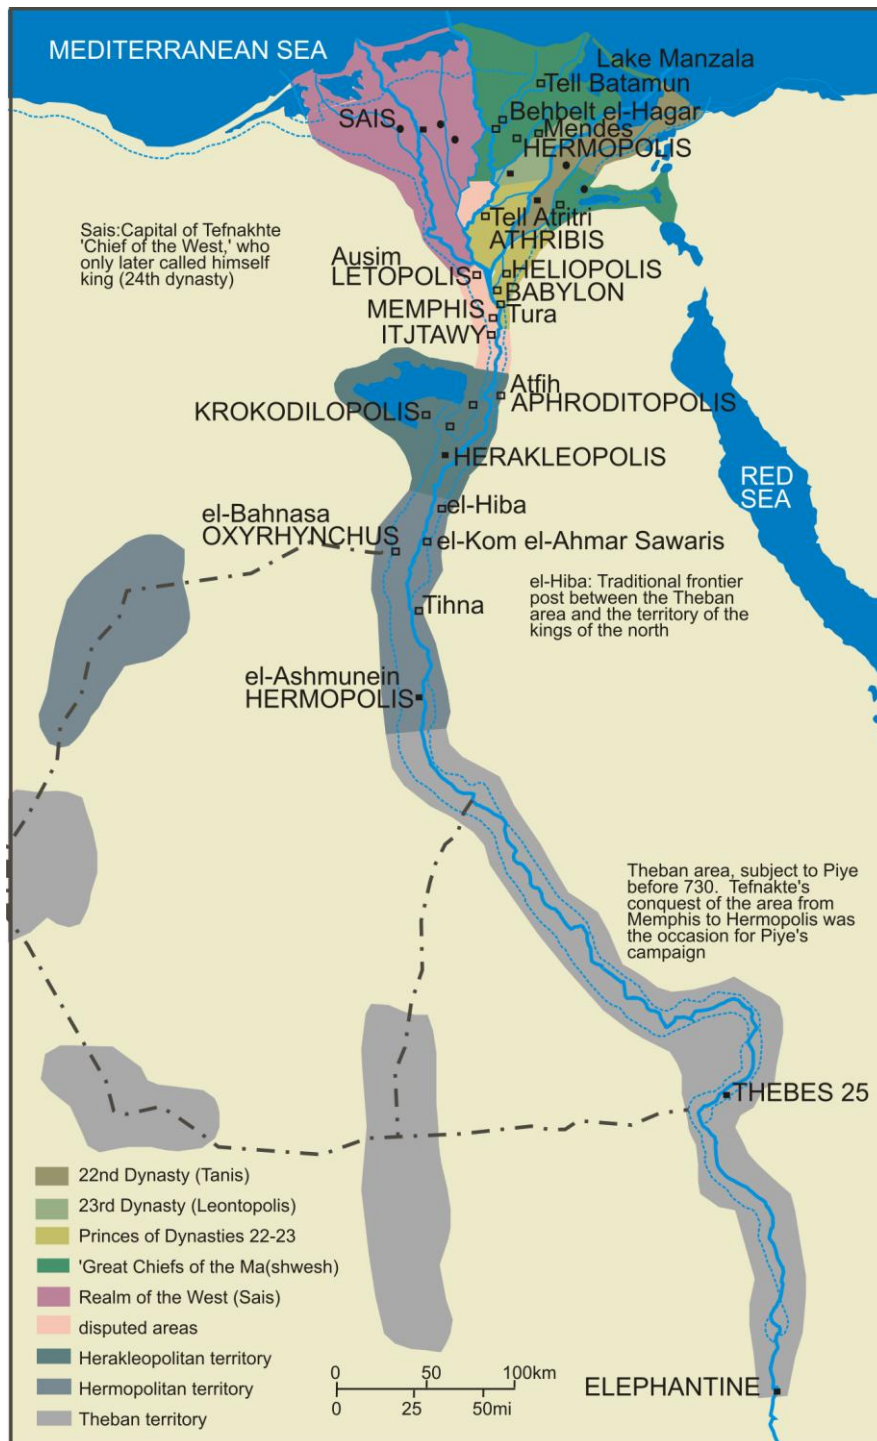 MEDITERRANEAN SEA
Lake Manzala
Tell Batamun
Behbelt el-Hagar
SAIS
Mendes
HERMOPOLIS
Sais:Capital of Tefnakhte
'Chief of the West,' who
only later called himself
king (24th dynasty)
Tell Atritri
ATHRIBIS
Ausim
LETOPOLIS
HELIOPOLIS
BABYLON
MEMPHIS
Tura
ITJTAWY
Atfih
APHRODITOPOLIS
KROKODILOPOLIS
HERAKLEOPOLIS
RED
SEA
el-Hiba
el-Bahnasa
OXYRHYNCHUS
el-Kom el-Ahmar Sawaris
el-Hiba: Traditional frontier
post between the Theban
area and the territory of the
kings of the north
Tihna
el-Ashmunein
HERMOPOLIS
Theban area, subject to Piye
before 730. Tefnakte's
conquest of the area from
Memphis to Hermopolis was
the occasion for Piye's
campaign
THEBES 25
22nd Dynasty (Tanis)
23rd Dynasty (Leontopolis)
Princes of Dynasties 22-23
'Great Chiefs of the Ma(shwesh)
Realm of the West (Sais)
disputed areas
Herakleopolitan territory
Hermopolitan territory
Theban territory
0 50 100km
0 25 50mi
ELEPHANTINE